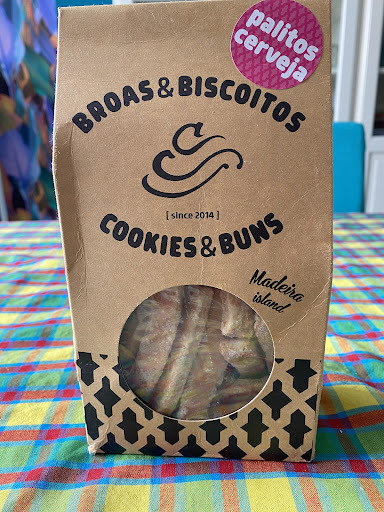 palitos
cerveja
BROAS&BISCOITOS
[ since 2014 ]
COOKIES&BUNS
Madeira
island